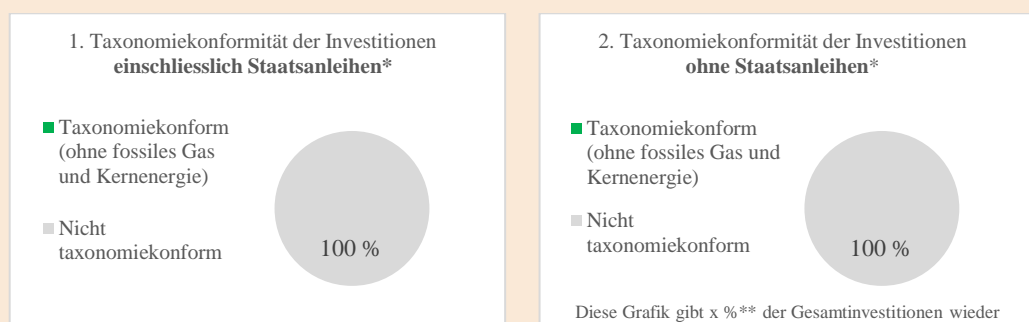 1. Taxonomiekonformität der Investitionen
einschliesslich Staatsanleihen*
Taxonomiekonform
(ohne fossiles Gas
und Kernenergie)
Nicht
taxonomiekonform
100 %
2. Taxonomiekonformität der Investitionen
ohne Staatsanleihen*
Taxonomiekonform
(ohne fossiles Gas und
Kernenergie)
Nicht
taxonomiekonform
100 %
Diese Grafik gibt x %** der Gesamtinvestitionen wieder